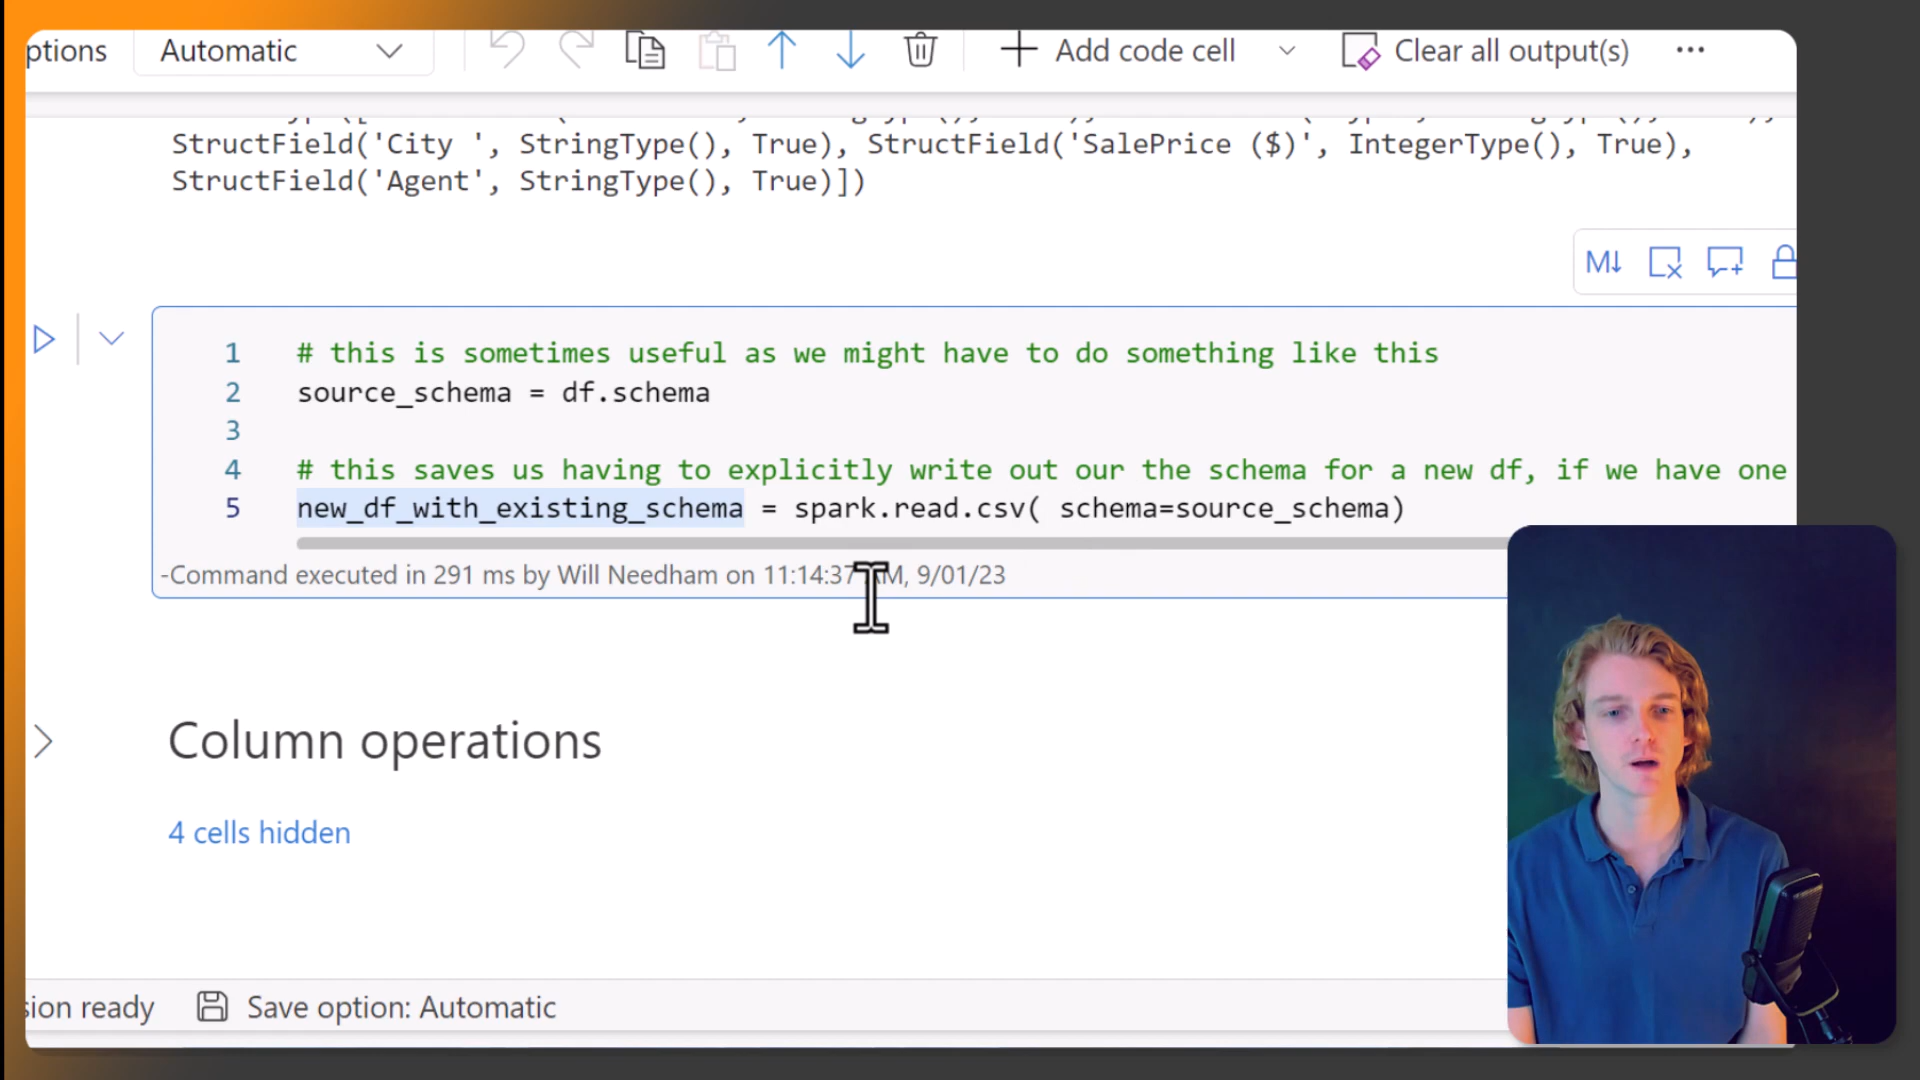 ptions Automatic Add code cell Clear all output(s)
StructField('City ', StringType(), True), StructField('SalePrice ($)', IntegerType(), True),
StructField('Agent', StringType(), True)])
M↓
1 # this is sometimes useful as we might have to do something like this
2 source_schema = df.schema
3
4 # this saves us having to explicitly write out our the schema for a new df, if we have one
5 new_df_with_existing_schema = spark.read.csv( schema=source_schema)
-Command executed in 291 ms by Will Needham on 11:14:37 AM, 9/01/23
Column operations
4 cells hidden
sion ready Save option: Automatic